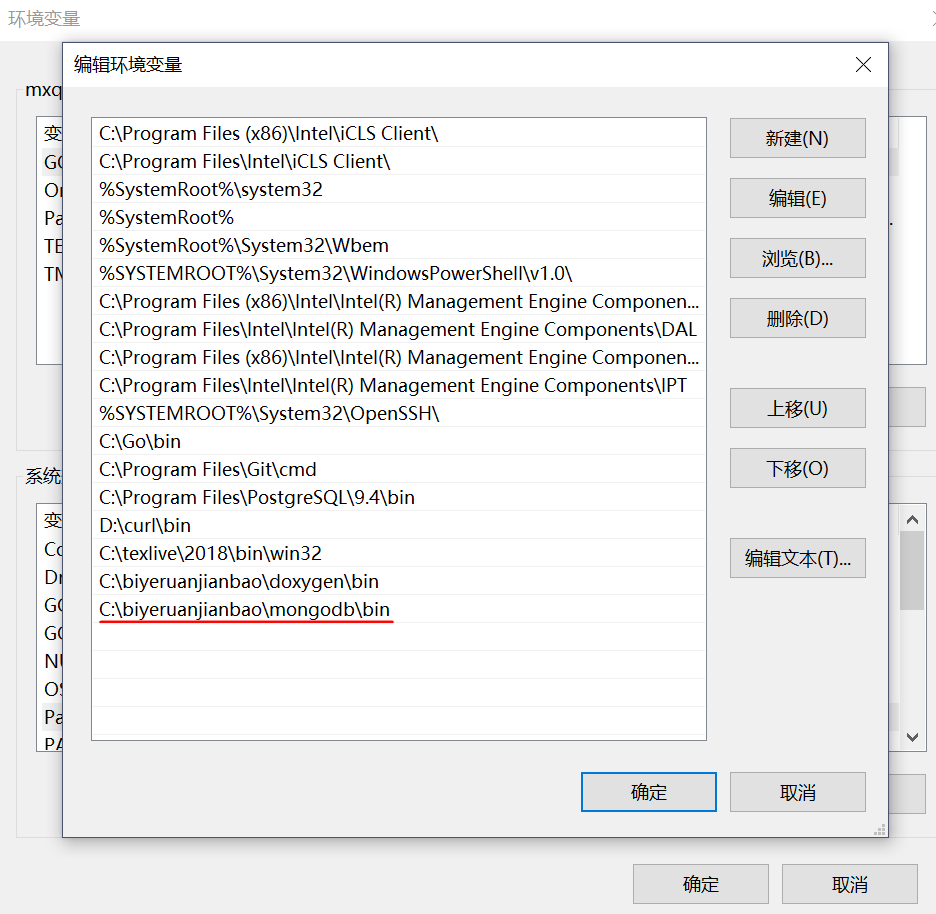 环境变量
编辑环境变量
mxq
变
GO
On
Pa
TE
TM
C:\Program Files (x86)\Intel\iCLS Client\
C:\Program Files\Intel\iCLS Client\
%SystemRoot%\system32
%SystemRoot%
%SystemRoot%\System32\Wbem
%SYSTEMROOT%\System32\WindowsPowerShell\v1.0\
C:\Program Files (x86)\Intel\Intel(R) Management Engine Componen...
C:\Program Files\Intel\Intel(R) Management Engine Components\DAL
C:\Program Files (x86)\Intel\Intel(R) Management Engine Componen...
C:\Program Files\Intel\Intel(R) Management Engine Components\IPT
%SYSTEMROOT%\System32\OpenSSH\
C:\Go\bin
C:\Program Files\Git\cmd
C:\Program Files\PostgreSQL\9.4\bin
D:\curl\bin
C:\texlive\2018\bin\win32
C:\biyeruanjianbao\doxygen\bin
C:\biyeruanjianbao\mongodb\bin
新建(N)
编辑(E)
浏览(B)...
删除(D)
上移(U)
下移(O)
编辑文本(T)...
系统
变
Co
Dr
GO
GO
NU
OS
Pa
PA
确定
取消
确定
取消